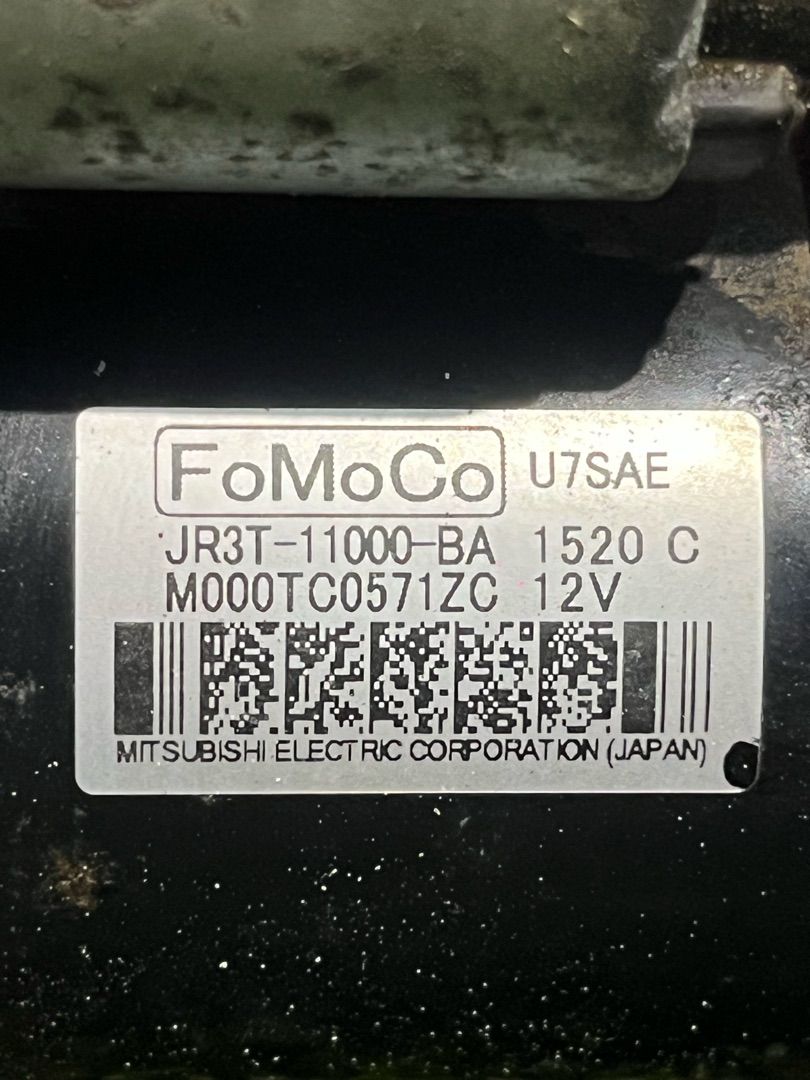 FoMoCo U7SAE
JR3T-11000-BA 1520 C
M000TC0571ZC 12V
MITSUBISHI ELECTRIC CORPORATION (JAPAN)